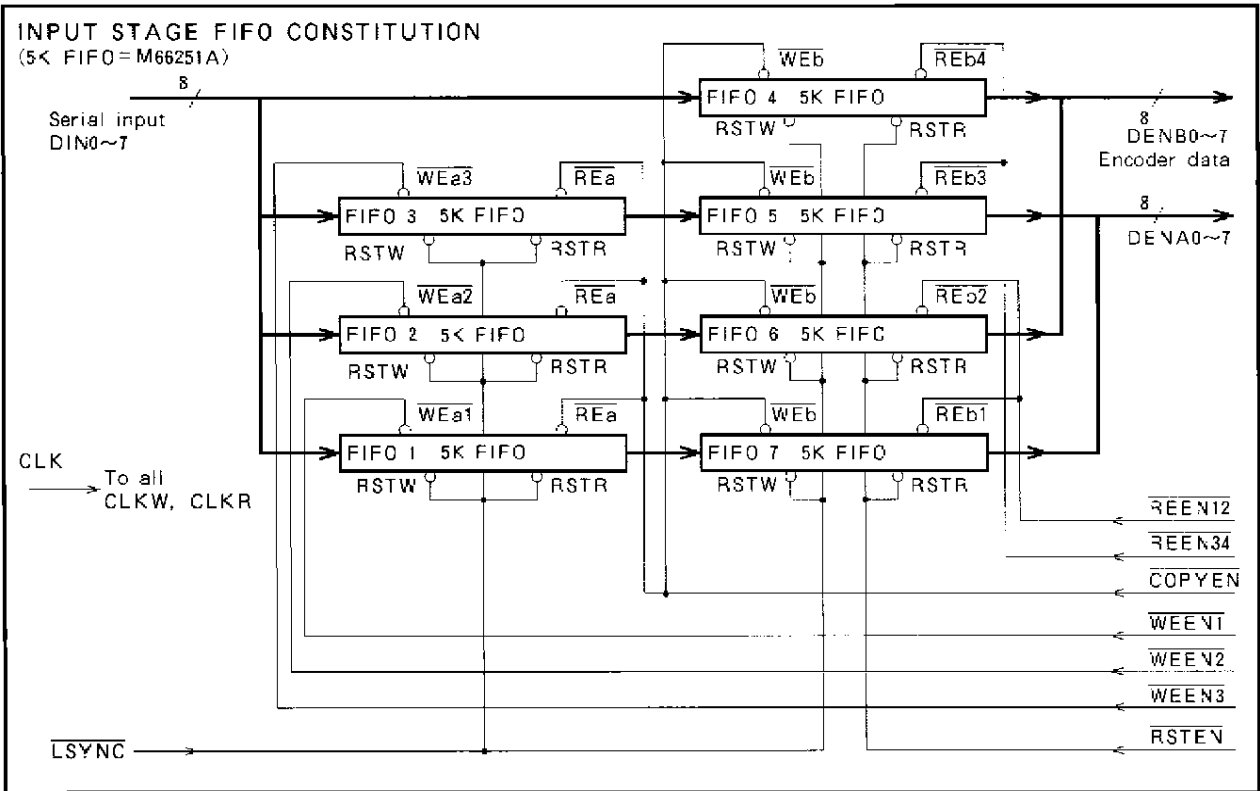 INPUT STAGE FIFO CONSTITUTION
(5K FIFO=M66251A)
8
Serial input
DIN0~7
WEb
REb4
FIFO 4 5K FIFO
RSTW
RSTR
8
DENB0~7
Encoder data
WEa3
REa
FIFO 3 5K FIFO
RSTW
RSTR
WEb
REb3
FIFO 5 5K FIFO
RSTW
RSTR
8
DENA0~7
WEa2
REa
FIFO 2 5K FIFO
RSTW
RSTR
WEb
REb2
FIFO 6 5K FIFO
RSTW
RSTR
WEa1
REa
FIFO 1 5K FIFO
RSTW
RSTR
WEb
REb1
FIFO 7 5K FIFO
RSTW
RSTR
CLK
To all
CLKW, CLKR
REEN12
REEN34
COPYEN
WEEN1
WEEN2
WEEN3
LSYNC
RSTEN